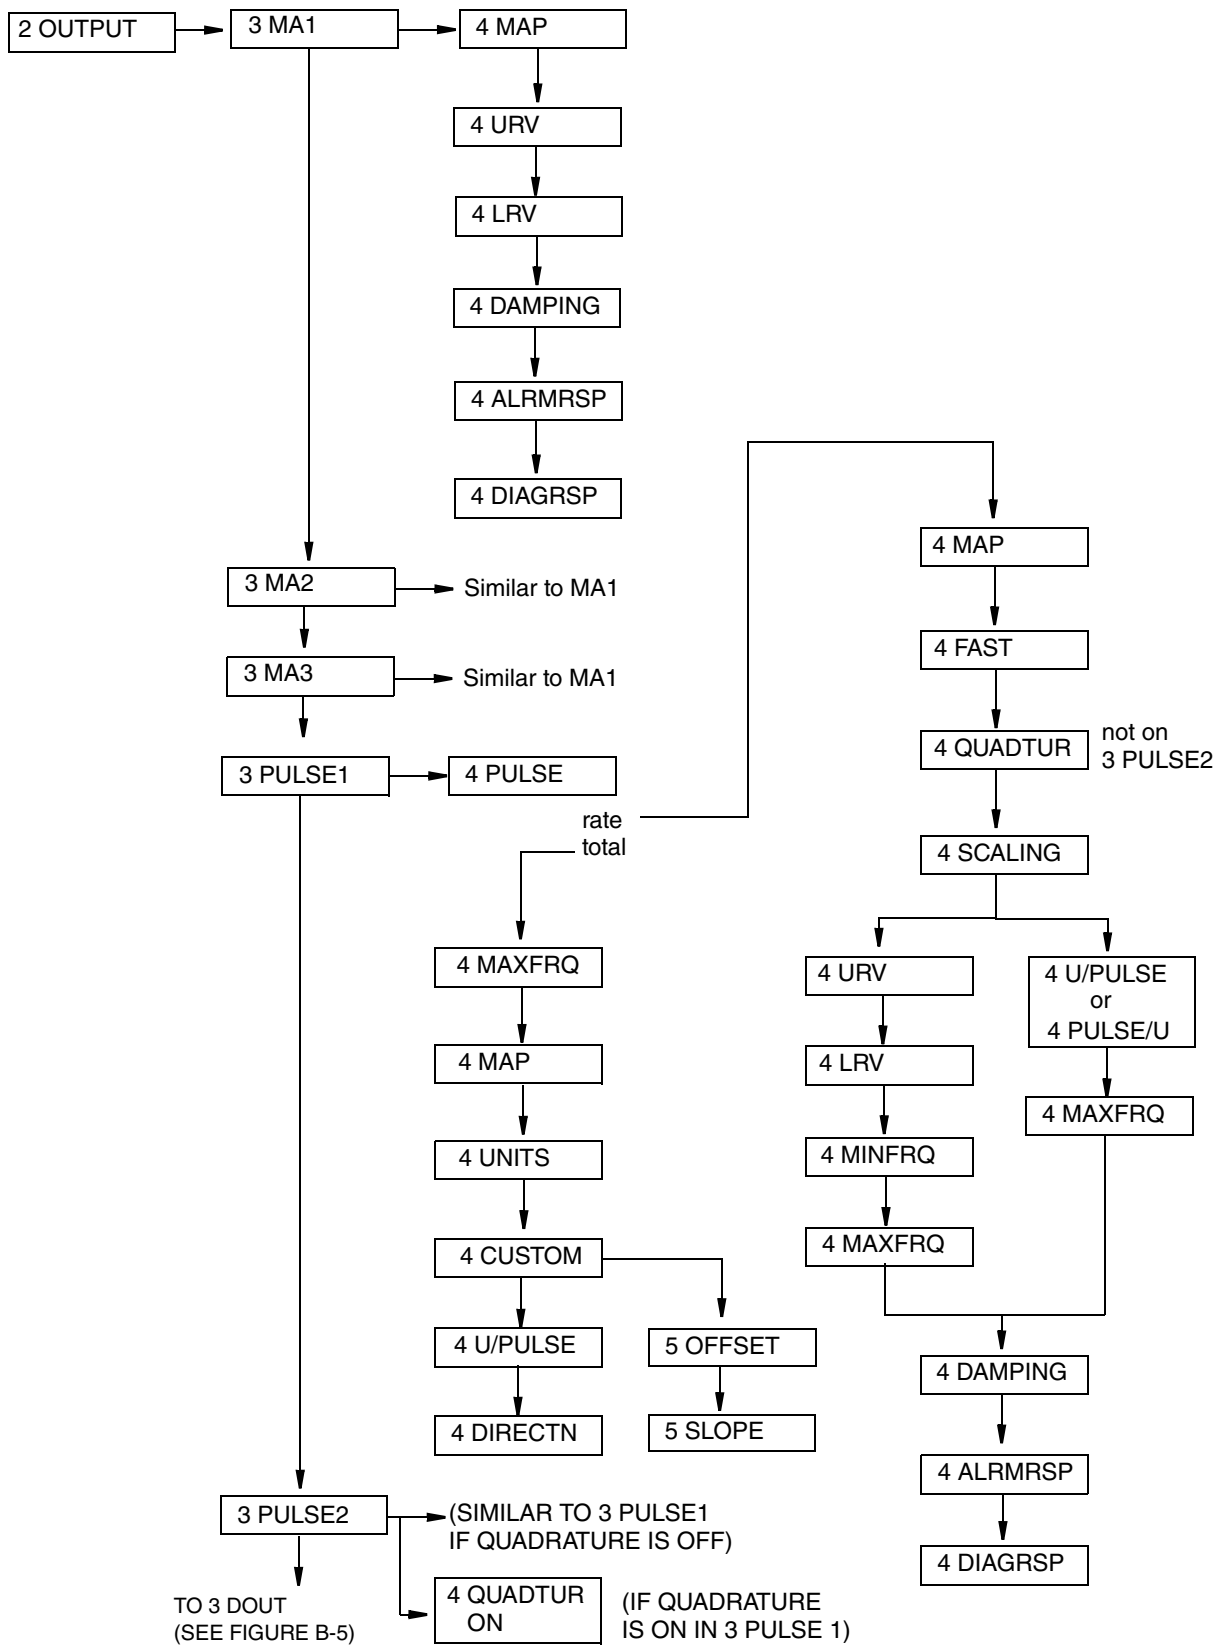 2 OUTPUT
3 MA1
4 MAP
4 URV
4 LRV
4 DAMPING
4 ALRMRSP
4 DIAGRSP
3 MA2
Similar to MA1
3 MA3
Similar to MA1
3 PULSE1
4 PULSE
rate
total
4 MAXFRQ
4 MAP
4 UNITS
4 CUSTOM
4 U/PULSE
4 DIRECTN
5 OFFSET
5 SLOPE
4 MAP
4 FAST
4 QUADTUR
not on
3 PULSE2
4 SCALING
4 URV
4 LRV
4 MINFRQ
4 MAXFRQ
4 U/PULSE
or
4 PULSE/U
4 MAXFRQ
4 DAMPING
4 ALRMRSP
4 DIAGRSP
3 PULSE2
(SIMILAR TO 3 PULSE1
IF QUADRATURE IS OFF)
4 QUADTUR
ON
(IF QUADRATURE
IS ON IN 3 PULSE 1)
TO 3 DOUT
(SEE FIGURE B-5)